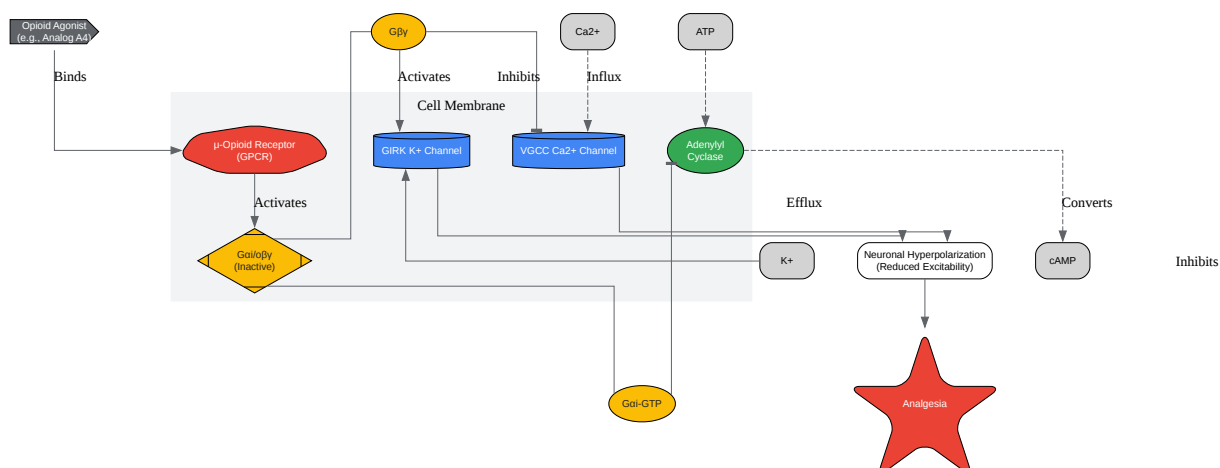 Opioid Agonist
(e.g., Analog A4)
Gβγ
Ca2+
ATP
Binds
Activates
Inhibits
Influx
Cell Membrane
μ-Opioid Receptor
(GPCR)
GIRK K+ Channel
VGCC Ca2+ Channel
Adenylyl
Cyclase
Activates
Efflux
Converts
Gαi/oβγ
(Inactive)
K+
Neuronal Hyperpolarization
(Reduced Excitability)
cAMP
Inhibits
Gαi-GTP
Analgesia